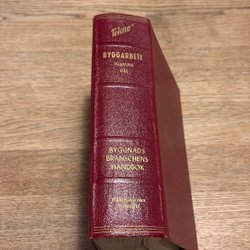 Tekno's
BYGGARBETE
ALLMÄN
DEL
BYGGNADS
BRANSCHENS
HANDBOK